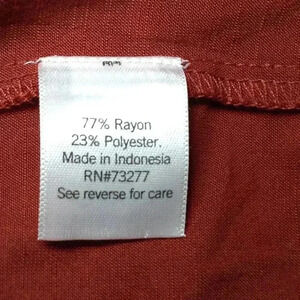 77% Rayon
23% Polyester.
Made in Indonesia
RN#73277
See reverse for care